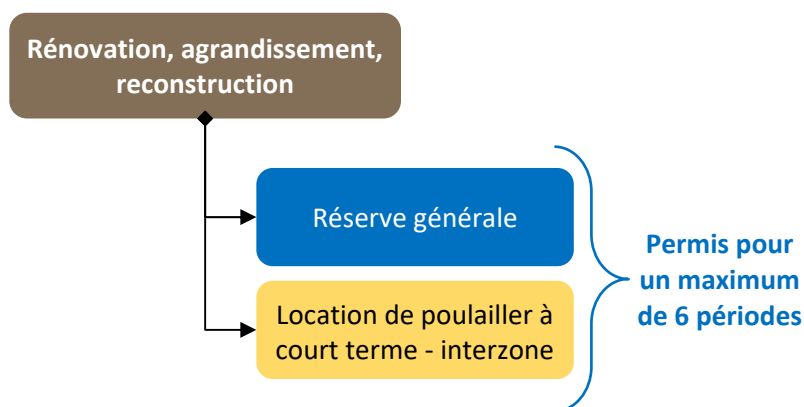 Rénovation, agrandissement,
reconstruction
Réserve générale
Location de poulailler à
court terme - interzone
Permis pour
un maximum
de 6 périodes